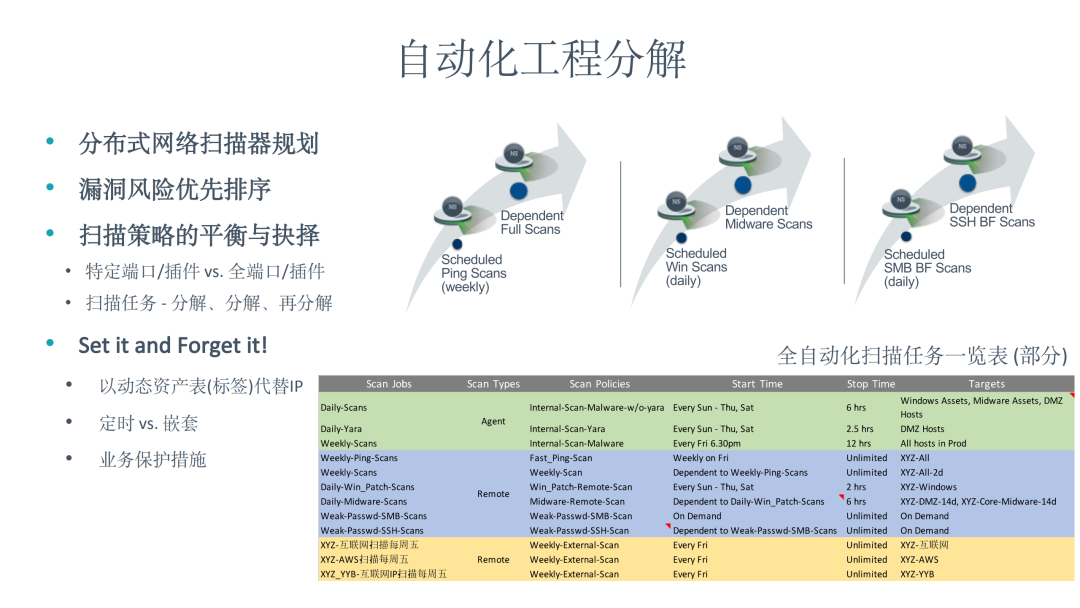 自动化工程分解
• 分布式网络扫描器规划
• 漏洞风险优先排序
• 扫描策略的平衡与抉择
• 特定端口/插件 vs. 全端口/插件
• 扫描任务 - 分解、分解、再分解
• Set it and Forget it!
• 以动态资产表(标签)代替IP
• 定时 vs. 嵌套
• 业务保护措施
NS
NS
Dependent
Full Scans
Scheduled
Ping Scans
(weekly)
NS
NS
Dependent
Midware Scans
Scheduled
Win Scans
(daily)
NS
NS
Dependent
SSH BF Scans
Scheduled
SMB BF Scans
(daily)
全自动化扫描任务一览表 (部分)
Scan Jobs Scan Types Scan Policies Start Time Stop Time Targets
Daily-Scans Agent Internal-Scan-Malware-w/o-yara Every Sun - Thu, Sat 6 hrs Windows Assets, Midware Assets, DMZ
Hosts
Daily-Yara Internal-Scan-Yara Every Sun - Thu, Sat 2.5 hrs DMZ Hosts
Weekly-Scans Internal-Scan-Malware Every Fri 6.30pm 12 hrs All hosts in Prod
Weekly-Ping-Scans Fast_Ping-Scan Weekly on Fri Unlimited XYZ-All
Weekly-Scans Weekly-Scan Dependent to Weekly-Ping-Scans Unlimited XYZ-All-2d
Daily-Win_Patch-Scans Remote Win_Patch-Remote-Scan Every Sun - Thu, Sat 2 hrs XYZ-Windows
Daily-Midware-Scans Midware-Remote-Scan Dependent to Daily-Win_Patch-Scans 6 hrs XYZ-DMZ-14d, XYZ-Core-Midware-14d
Weak-Passwd-SMB-Scans Weak-Passwd-SMB-Scan On Demand Unlimited On Demand
Weak-Passwd-SSH-Scans Weak-Passwd-SSH-Scan Dependent to Weak-Passwd-SMB-Scans Unlimited On Demand
XYZ-互联网扫描每周五 Weekly-External-Scan Every Fri Unlimited XYZ-互联网
XYZ-AWS扫描每周五 Remote Weekly-External-Scan Every Fri Unlimited XYZ-AWS
XYZ_YYB-互联网IP扫描每周五 Weekly-External-Scan Every Fri Unlimited XYZ-YYB